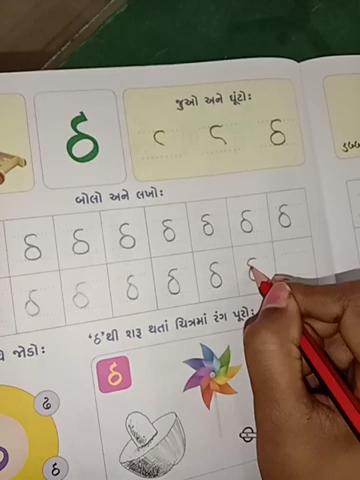 ઠ
જુઓ અને ઘૂંટો:
ઠ
બોલો અને લખો:
ઠ ઠ ઠ ઠ ઠ ઠ ઠ
ઠ ઠ ઠ ઠ ઠ ઠ
જોડો:
ઢ
ઠ
'ઠ'થી શરૂ થતાં ચિત્રમાં રંગ પૂરો:
ઠ